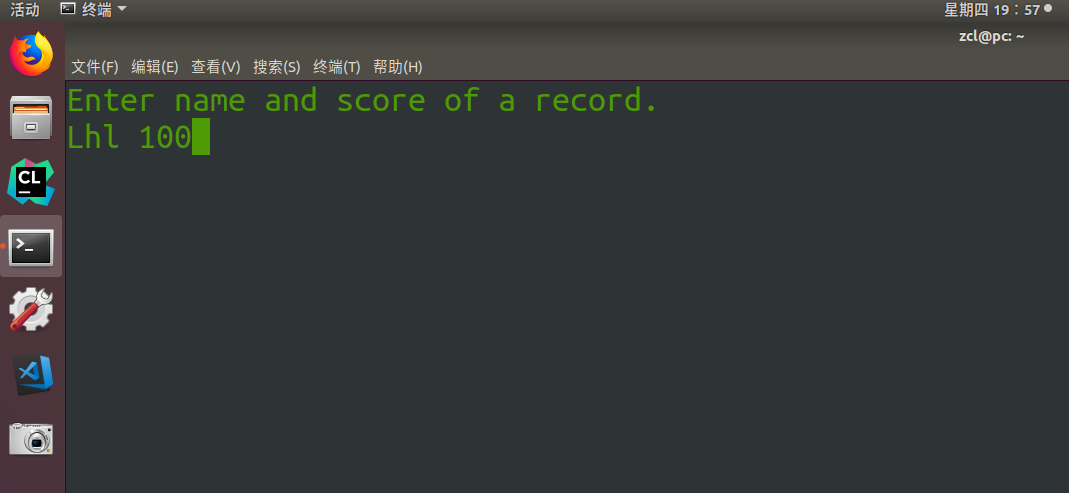 活动 终端 星期四 19：57
zcl@pc: ~
文件(F) 编辑(E) 查看(V) 搜索(S) 终端(T) 帮助(H)
Enter name and score of a record.
Lhl 100
CL
>_